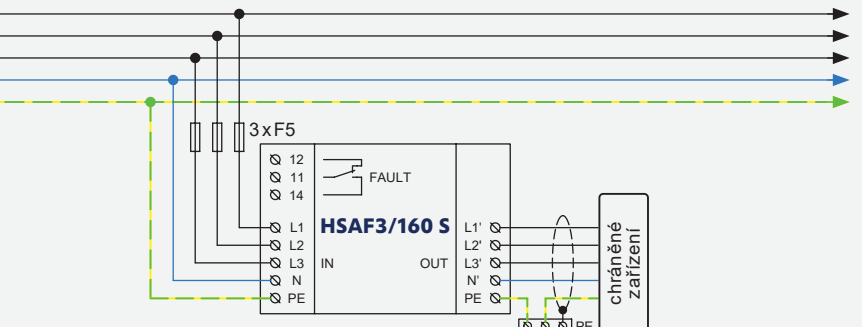 3xF5
12
11
FAULT
14
L1
HSAF3/160 S
L1'
L2
L2'
L3
IN
OUT
L3'
N
N'
PE
PE
chráněné
zařízení
PE